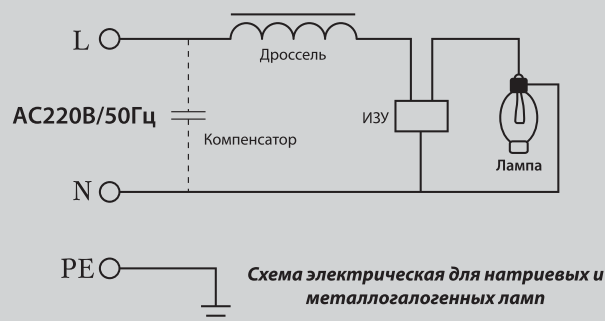 L
Дроссель
АС220В/50Гц
ИЗУ
Компенсатор
Лампа
N
PE
Схема электрическая для натриевых и
металлогалогенных ламп